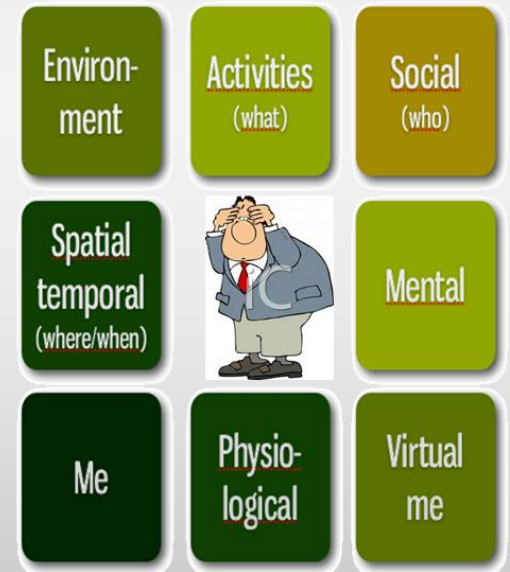 Environ-
ment
Activities
(what)
Social
(who)
Spatial
temporal
(where/when)
Mental
Me
Physio-
logical
Virtual
me